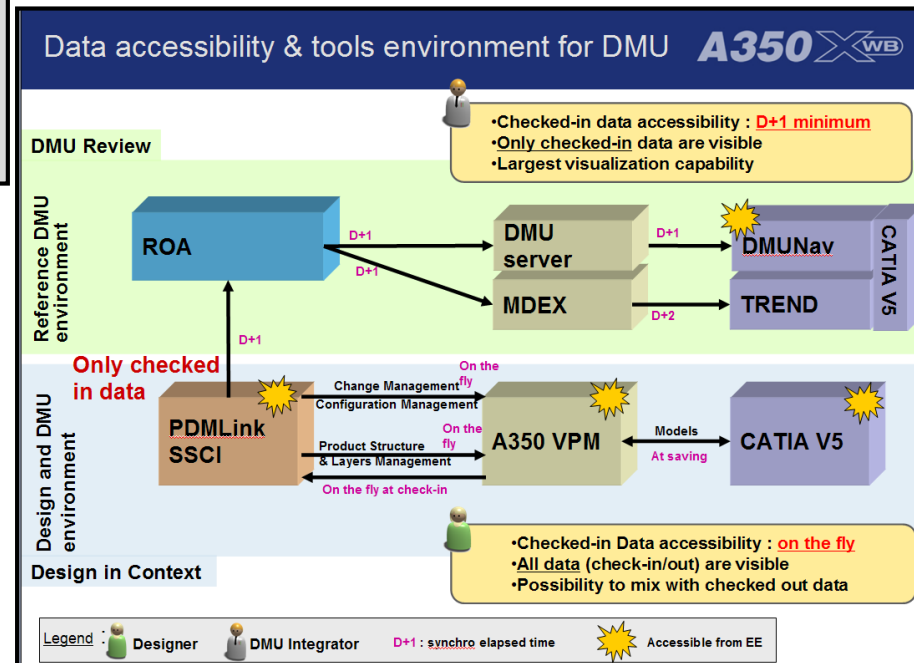 Data accessibility & tools environment for DMU
A350 XWB
•Checked-in data accessibility : D+1 minimum
•Only checked-in data are visible
•Largest visualization capability
DMU Review
Reference DMU
environment
ROA
D+1
D+1
DMU
server
D+1
DMUNav
CATIA V5
MDEX
D+2
TREND
D+1
Only checked
in data
PDMLink
SSCI
Change Management
On the
fly
Configuration Management
Product Structure
On the
fly
& Layers Management
On the fly at check-in
A350 VPM
Models
At saving
CATIA V5
Design and DMU
environment
•Checked-in Data accessibility : on the fly
•All data (check-in/out) are visible
•Possibility to mix with checked out data
Design in Context
Legend :
Designer
DMU Integrator
D+1 : synchro elapsed time
Accessible from EE